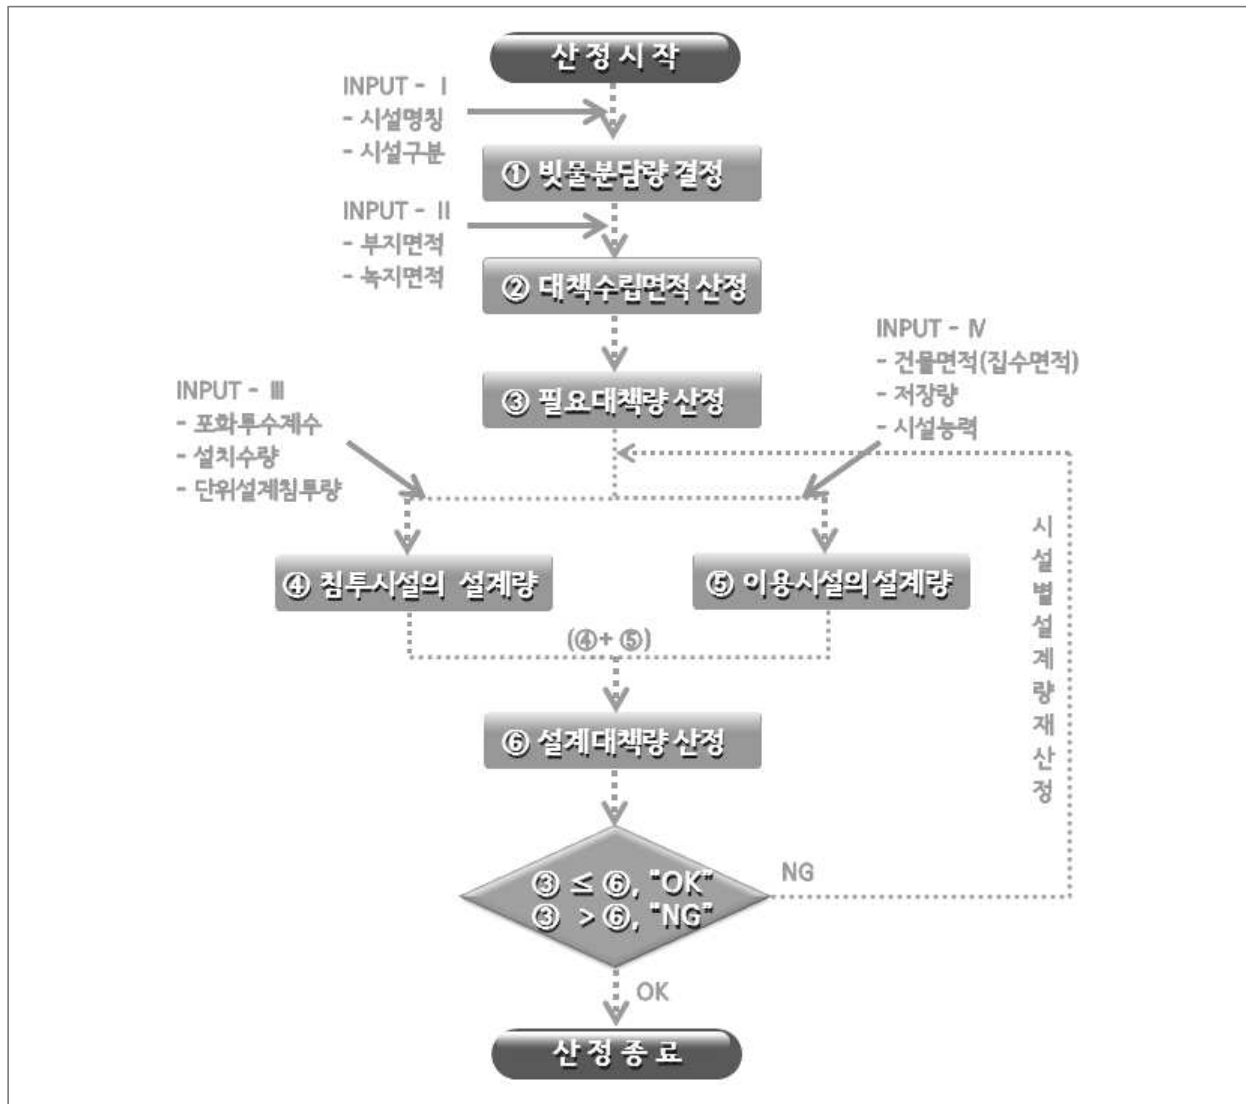 산 정 시 작
INPUT - Ⅰ
- 시설명칭
- 시설구분
① 빗물분담량 결정
INPUT - Ⅱ
- 부지면적
- 녹지면적
② 대책수립면적 산정
INPUT - Ⅳ
- 건물면적(집수면적)
- 저장량
- 시설능력
③ 필요대책량 산정
INPUT - Ⅲ
- 포화투수계수
- 설치수량
- 단위설계침투량
④ 침투시설의 설계량
⑤ 이용시설의설계량
시설별설계량재산정
(④+ ⑤)
⑥ 설계대책량 산정
③ ≤ ⑥, "OK"
③ > ⑥, "NG"
NG
OK
산 정 종 료